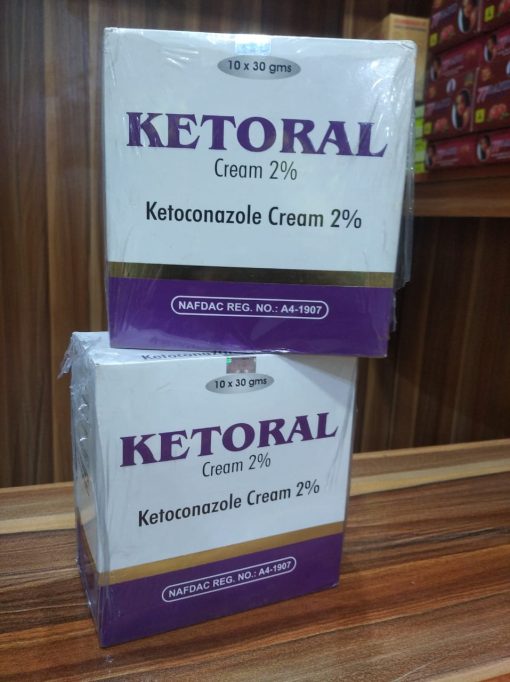 10 x 30 gms
KETORAL
Cream 2%
Ketoconazole Cream 2%
NAFDAC REG. NO.: A4-1907
10 x 30 gms
KETORAL
Cream 2%
Ketoconazole Cream 2%
NAFDAC REG. NO.: A4-1907